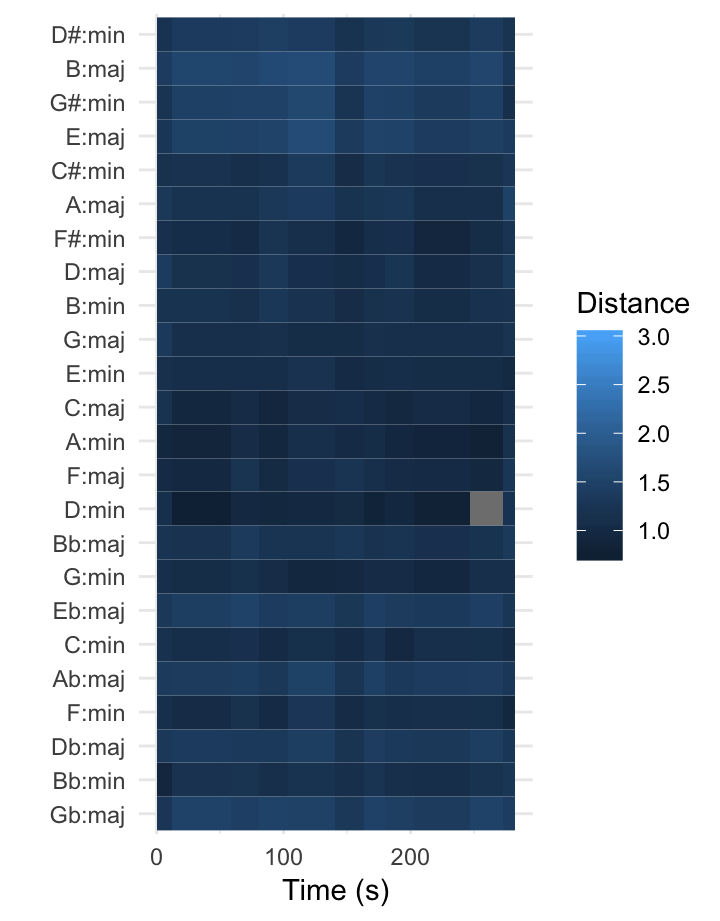 D#:min
B:maj
G#:min
E:maj
C#:min
A:maj
F#:min
D:maj
B:min
G:maj
E:min
C:maj
A:min
F:maj
D:min
Bb:maj
G:min
Eb:maj
C:min
Ab:maj
F:min
Db:maj
Bb:min
Gb:maj
0 100 200
Time (s)
Distance
3.0
2.5
2.0
1.5
1.0